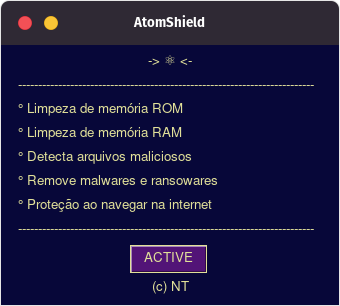 AtomShield
-> ⚛ <-
--------------------------------------------------------------------------
° Limpeza de memória ROM
° Limpeza de memória RAM
° Detecta arquivos maliciosos
° Remove malwares e ransowares
° Proteção ao navegar na internet
--------------------------------------------------------------------------
ACTIVE
(c) NT